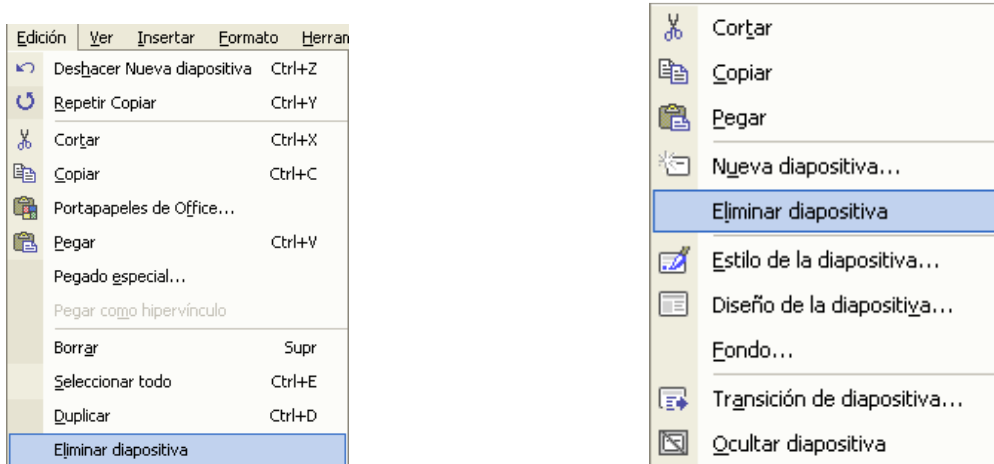 Edición Ver Insertar Formato Herran
Deshacer Nueva diapositiva Ctrl+Z
Repetir Copiar Ctrl+Y
Cortar Ctrl+X
Copiar Ctrl+C
Portapapeles de Office...
Pegar Ctrl+V
Pegado especial...
Pegar como hipervínculo
Borrar Supr
Seleccionar todo Ctrl+E
Duplicar Ctrl+D
Eliminar diapositiva
Cortar
Copiar
Pegar
Nueva diapositiva...
Eliminar diapositiva
Estilo de la diapositiva...
Diseño de la diapositiva...
Fondo...
Transición de diapositiva...
Ocultar diapositiva